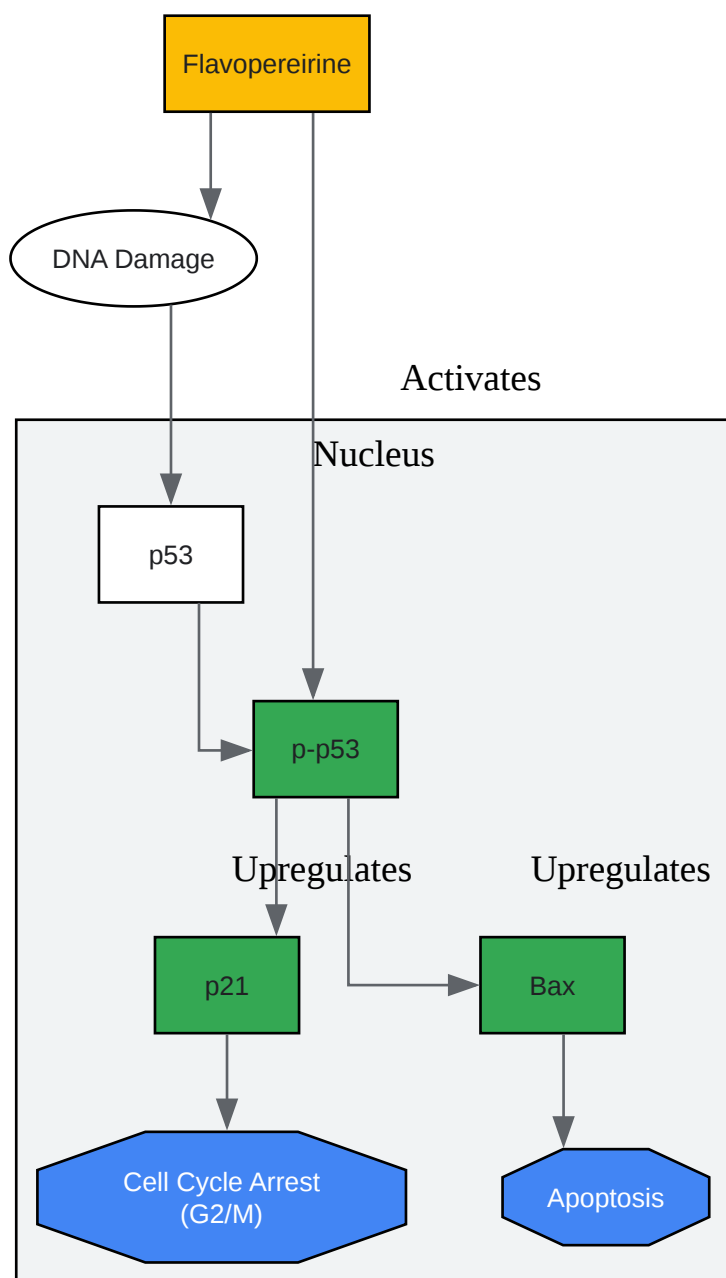 Flavopereirine
DNA Damage
Activates
Nucleus
p53
p-p53
Upregulates
Upregulates
p21
Bax
Cell Cycle Arrest
(G2/M)
Apoptosis